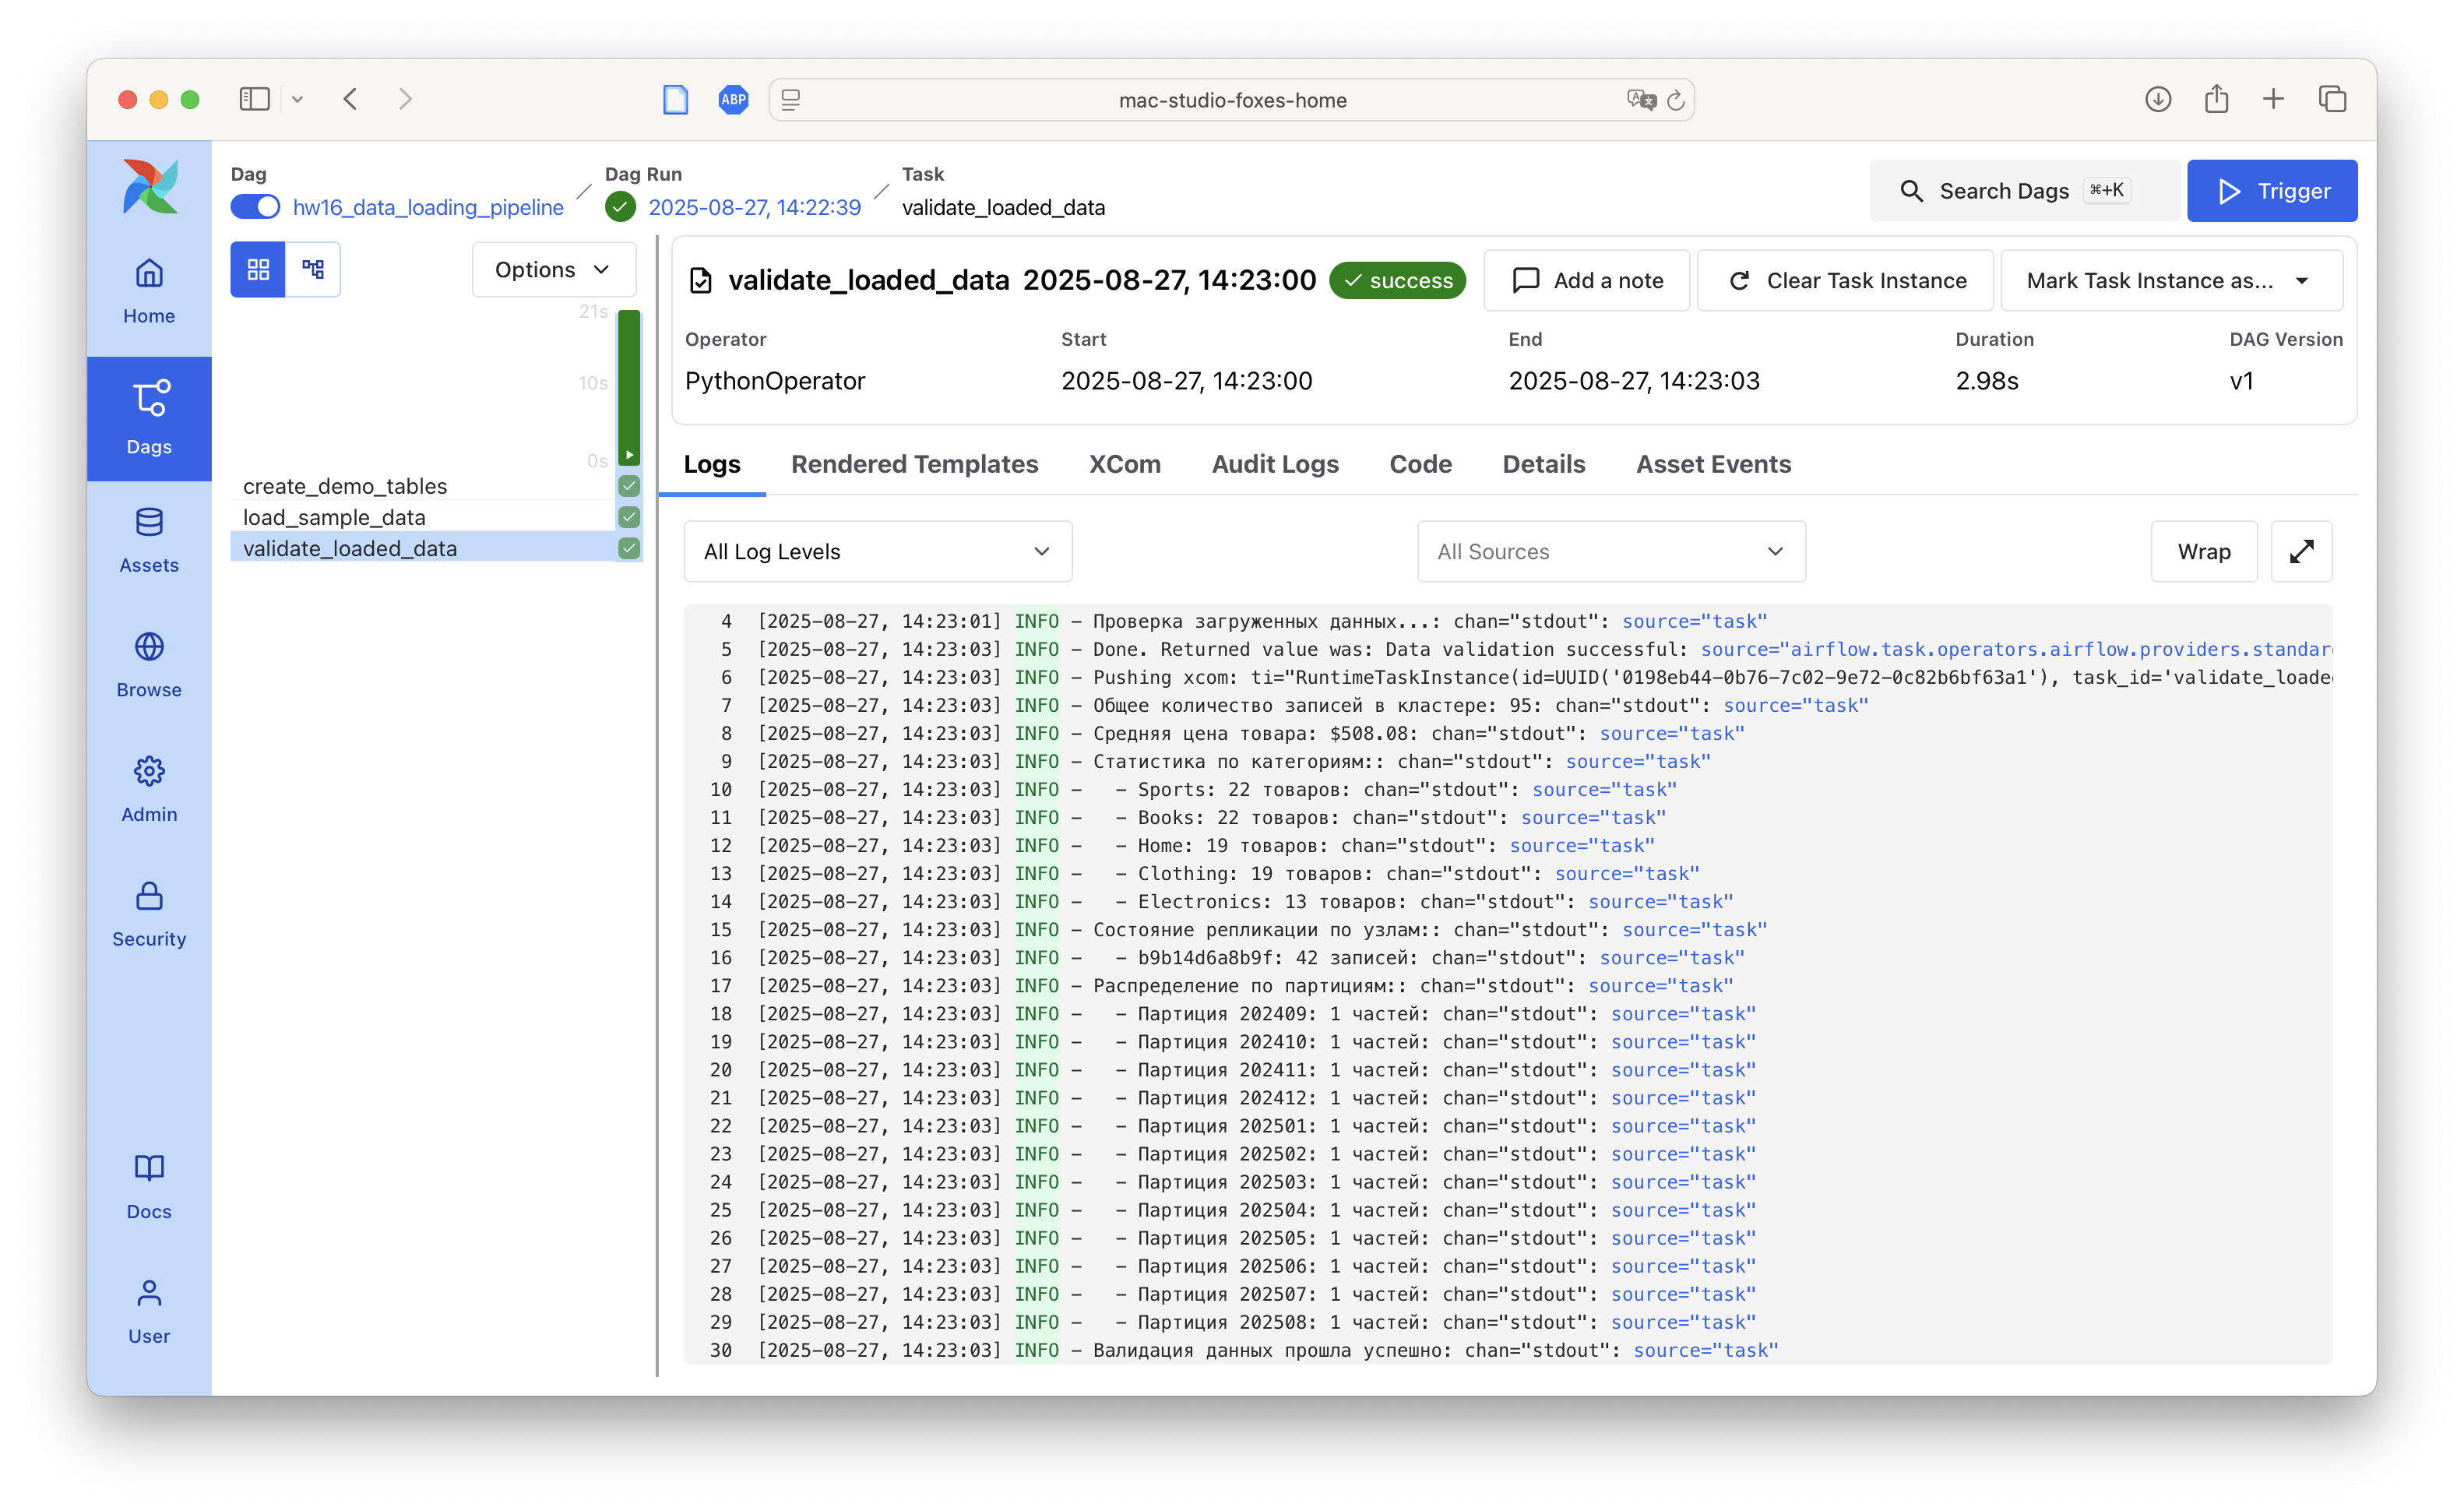 ABP
mac-studio-foxes-home
Dag
hw16_data_loading_pipeline
Dag Run
2025-08-27, 14:22:39
Task
validate_loaded_data
Search Dags ⌘+K
Trigger
Home
Dags
Assets
Browse
Admin
Security
Docs
User
Options
21s
10s
0s
create_demo_tables
load_sample_data
validate_loaded_data
validate_loaded_data 2025-08-27, 14:23:00 success
Add a note
Clear Task Instance
Mark Task Instance as...
Operator Start End Duration DAG Version
PythonOperator 2025-08-27, 14:23:00 2025-08-27, 14:23:03 2.98s v1
Logs Rendered Templates XCom Audit Logs Code Details Asset Events
All Log Levels All Sources Wrap
4 [2025-08-27, 14:23:01] INFO - Проверка загруженных данных...: chan="stdout": source="task"
5 [2025-08-27, 14:23:03] INFO - Done. Returned value was: Data validation successful: source="airflow.task.operators.airflow.providers.standar
6 [2025-08-27, 14:23:03] INFO - Pushing xcom: ti="RuntimeTaskInstance(id=UUID('0198eb44-0b76-7c02-9e72-0c82b6bf63a1'), task_id='validate_loade
7 [2025-08-27, 14:23:03] INFO - Общее количество записей в кластере: 95: chan="stdout": source="task"
8 [2025-08-27, 14:23:03] INFO - Средняя цена товара: $508.08: chan="stdout": source="task"
9 [2025-08-27, 14:23:03] INFO - Статистика по категориям:: chan="stdout": source="task"
10 [2025-08-27, 14:23:03] INFO -   - Sports: 22 товаров: chan="stdout": source="task"
11 [2025-08-27, 14:23:03] INFO -   - Books: 22 товаров: chan="stdout": source="task"
12 [2025-08-27, 14:23:03] INFO -   - Home: 19 товаров: chan="stdout": source="task"
13 [2025-08-27, 14:23:03] INFO -   - Clothing: 19 товаров: chan="stdout": source="task"
14 [2025-08-27, 14:23:03] INFO -   - Electronics: 13 товаров: chan="stdout": source="task"
15 [2025-08-27, 14:23:03] INFO - Состояние репликации по узлам:: chan="stdout": source="task"
16 [2025-08-27, 14:23:03] INFO -   - b9b14d6a8b9f: 42 записей: chan="stdout": source="task"
17 [2025-08-27, 14:23:03] INFO - Распределение по партициям:: chan="stdout": source="task"
18 [2025-08-27, 14:23:03] INFO -   - Партиция 202409: 1 частей: chan="stdout": source="task"
19 [2025-08-27, 14:23:03] INFO -   - Партиция 202410: 1 частей: chan="stdout": source="task"
20 [2025-08-27, 14:23:03] INFO -   - Партиция 202411: 1 частей: chan="stdout": source="task"
21 [2025-08-27, 14:23:03] INFO -   - Партиция 202412: 1 частей: chan="stdout": source="task"
22 [2025-08-27, 14:23:03] INFO -   - Партиция 202501: 1 частей: chan="stdout": source="task"
23 [2025-08-27, 14:23:03] INFO -   - Партиция 202502: 1 частей: chan="stdout": source="task"
24 [2025-08-27, 14:23:03] INFO -   - Партиция 202503: 1 частей: chan="stdout": source="task"
25 [2025-08-27, 14:23:03] INFO -   - Партиция 202504: 1 частей: chan="stdout": source="task"
26 [2025-08-27, 14:23:03] INFO -   - Партиция 202505: 1 частей: chan="stdout": source="task"
27 [2025-08-27, 14:23:03] INFO -   - Партиция 202506: 1 частей: chan="stdout": source="task"
28 [2025-08-27, 14:23:03] INFO -   - Партиция 202507: 1 частей: chan="stdout": source="task"
29 [2025-08-27, 14:23:03] INFO -   - Партиция 202508: 1 частей: chan="stdout": source="task"
30 [2025-08-27, 14:23:03] INFO - Валидация данных прошла успешно: chan="stdout": source="task"